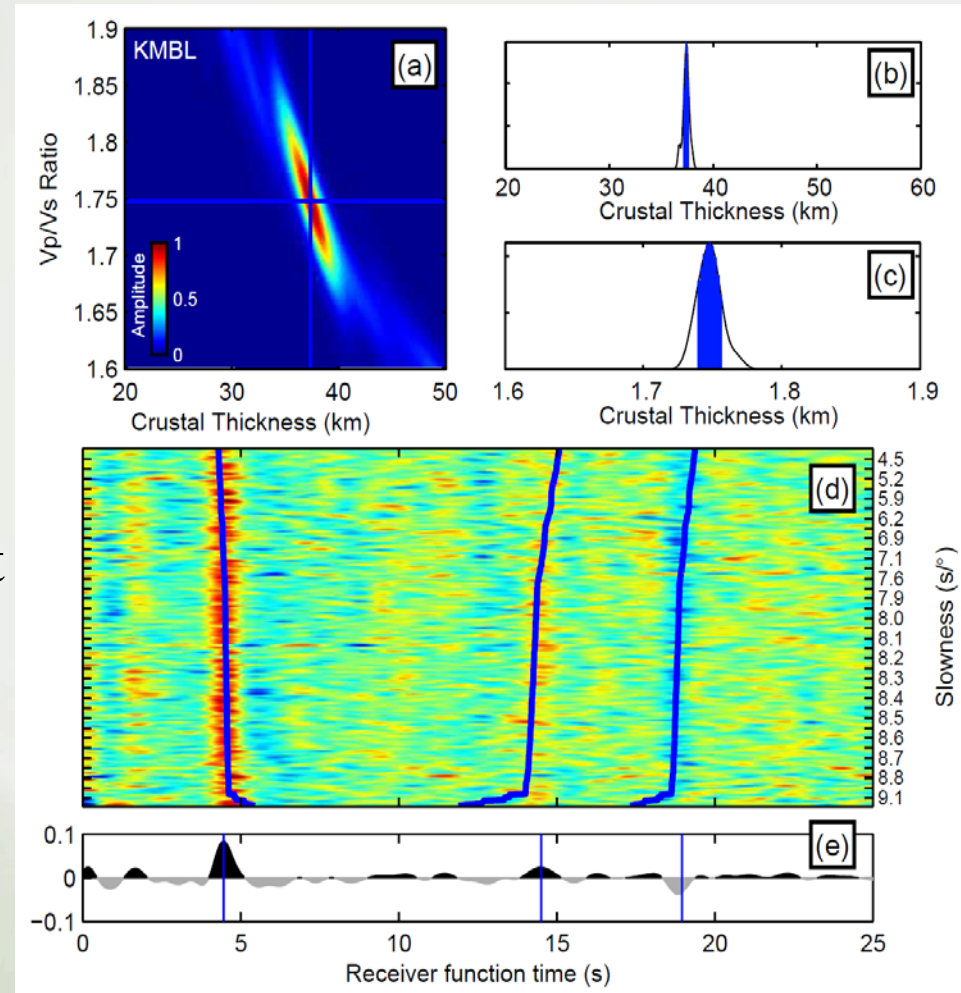 KMBL
(a)
1.9
1.85
1.8
1.75
1.7
1.65
1.6
Vp/Vs Ratio
Amplitude
1
0.5
0
20 30 40 50
Crustal Thickness (km)
(b)
20 30 40 50 60
Crustal Thickness (km)
(c)
1.6 1.7 1.8 1.9
Crustal Thickness (km)
(d)
4.5
5.2
5.9
6.2
6.9
7.1
7.6
7.9
8.0
8.1
8.2
8.3
8.4
8.5
8.6
8.7
8.8
9.1
Slowness (s/°)
(e)
0.1
0
−0.1
0 5 10 15 20 25
Receiver function time (s)